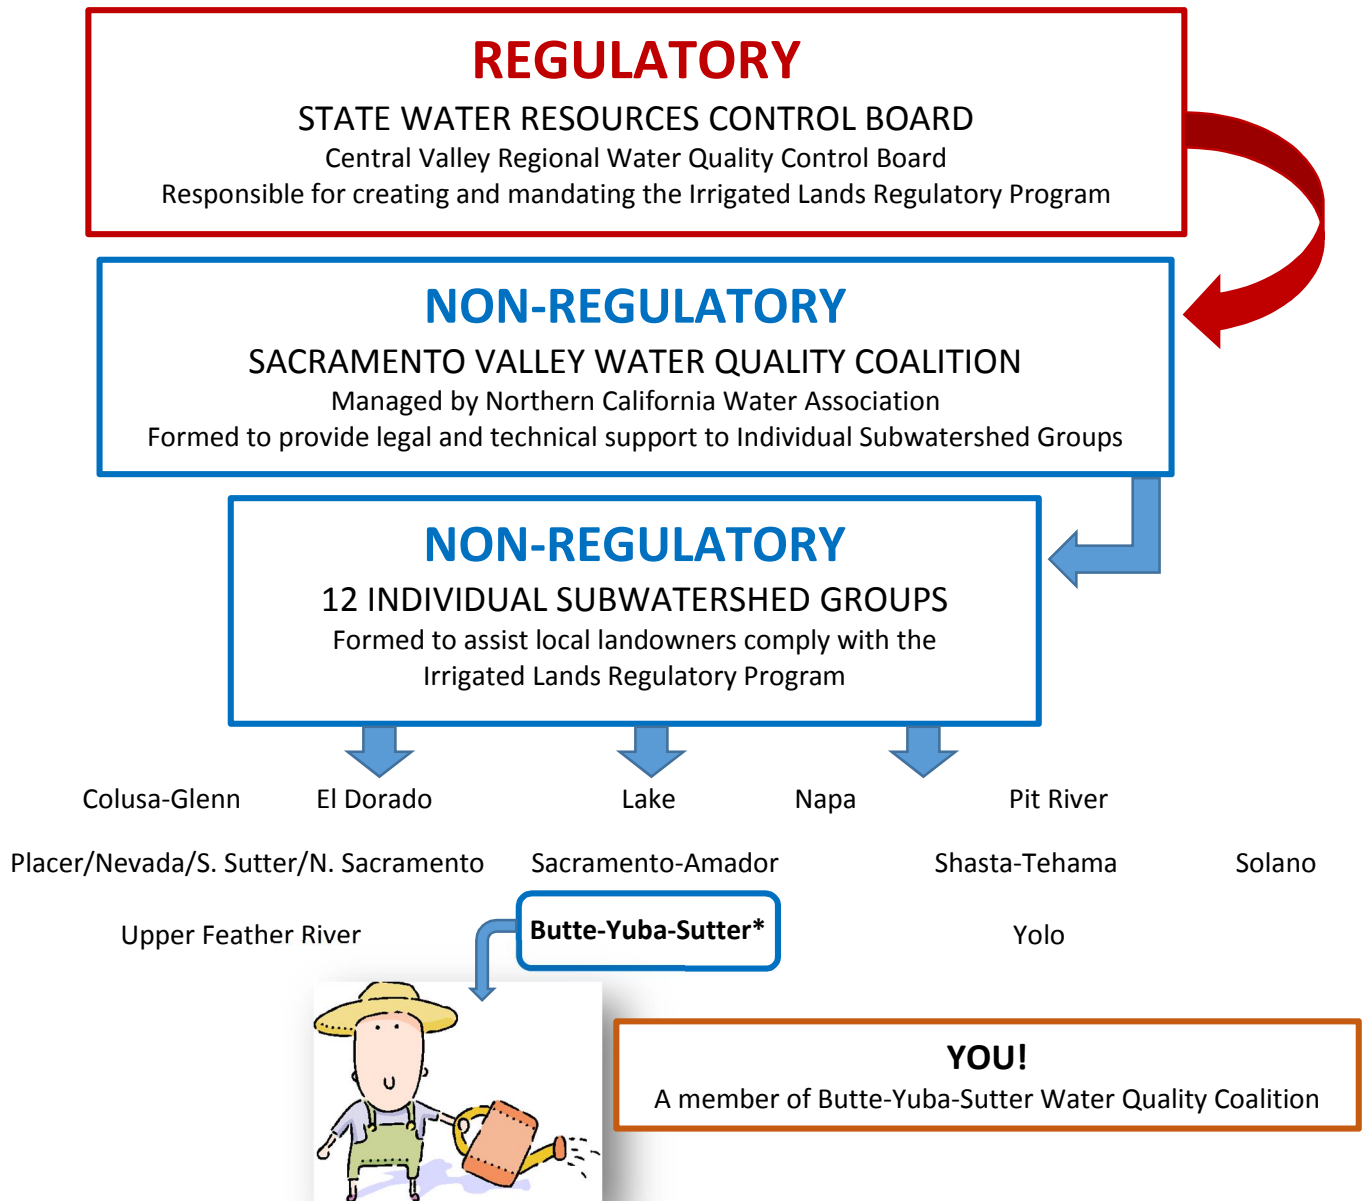 REGULATORY
STATE WATER RESOURCES CONTROL BOARD
Central Valley Regional Water Quality Control Board
Responsible for creating and mandating the Irrigated Lands Regulatory Program
NON-REGULATORY
SACRAMENTO VALLEY WATER QUALITY COALITION
Managed by Northern California Water Association
Formed to provide legal and technical support to Individual Subwatershed Groups
NON-REGULATORY
12 INDIVIDUAL SUBWATERSHED GROUPS
Formed to assist local landowners comply with the
Irrigated Lands Regulatory Program
Colusa-Glenn El Dorado Lake Napa Pit River
Placer/Nevada/S. Sutter/N. Sacramento Sacramento-Amador Shasta-Tehama Solano
Upper Feather River Butte-Yuba-Sutter* Yolo
YOU!
A member of Butte-Yuba-Sutter Water Quality Coalition